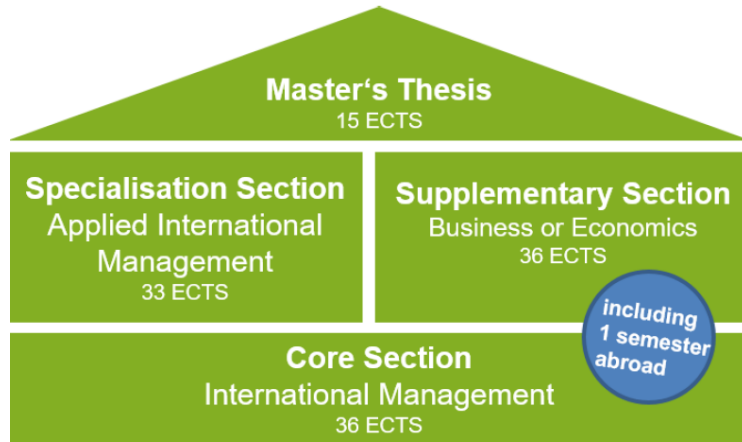 Master‘s Thesis
15 ECTS
Specialisation Section
Applied International
Management
33 ECTS
Supplementary Section
Business or Economics
36 ECTS
including
1 semester
abroad
Core Section
International Management
36 ECTS